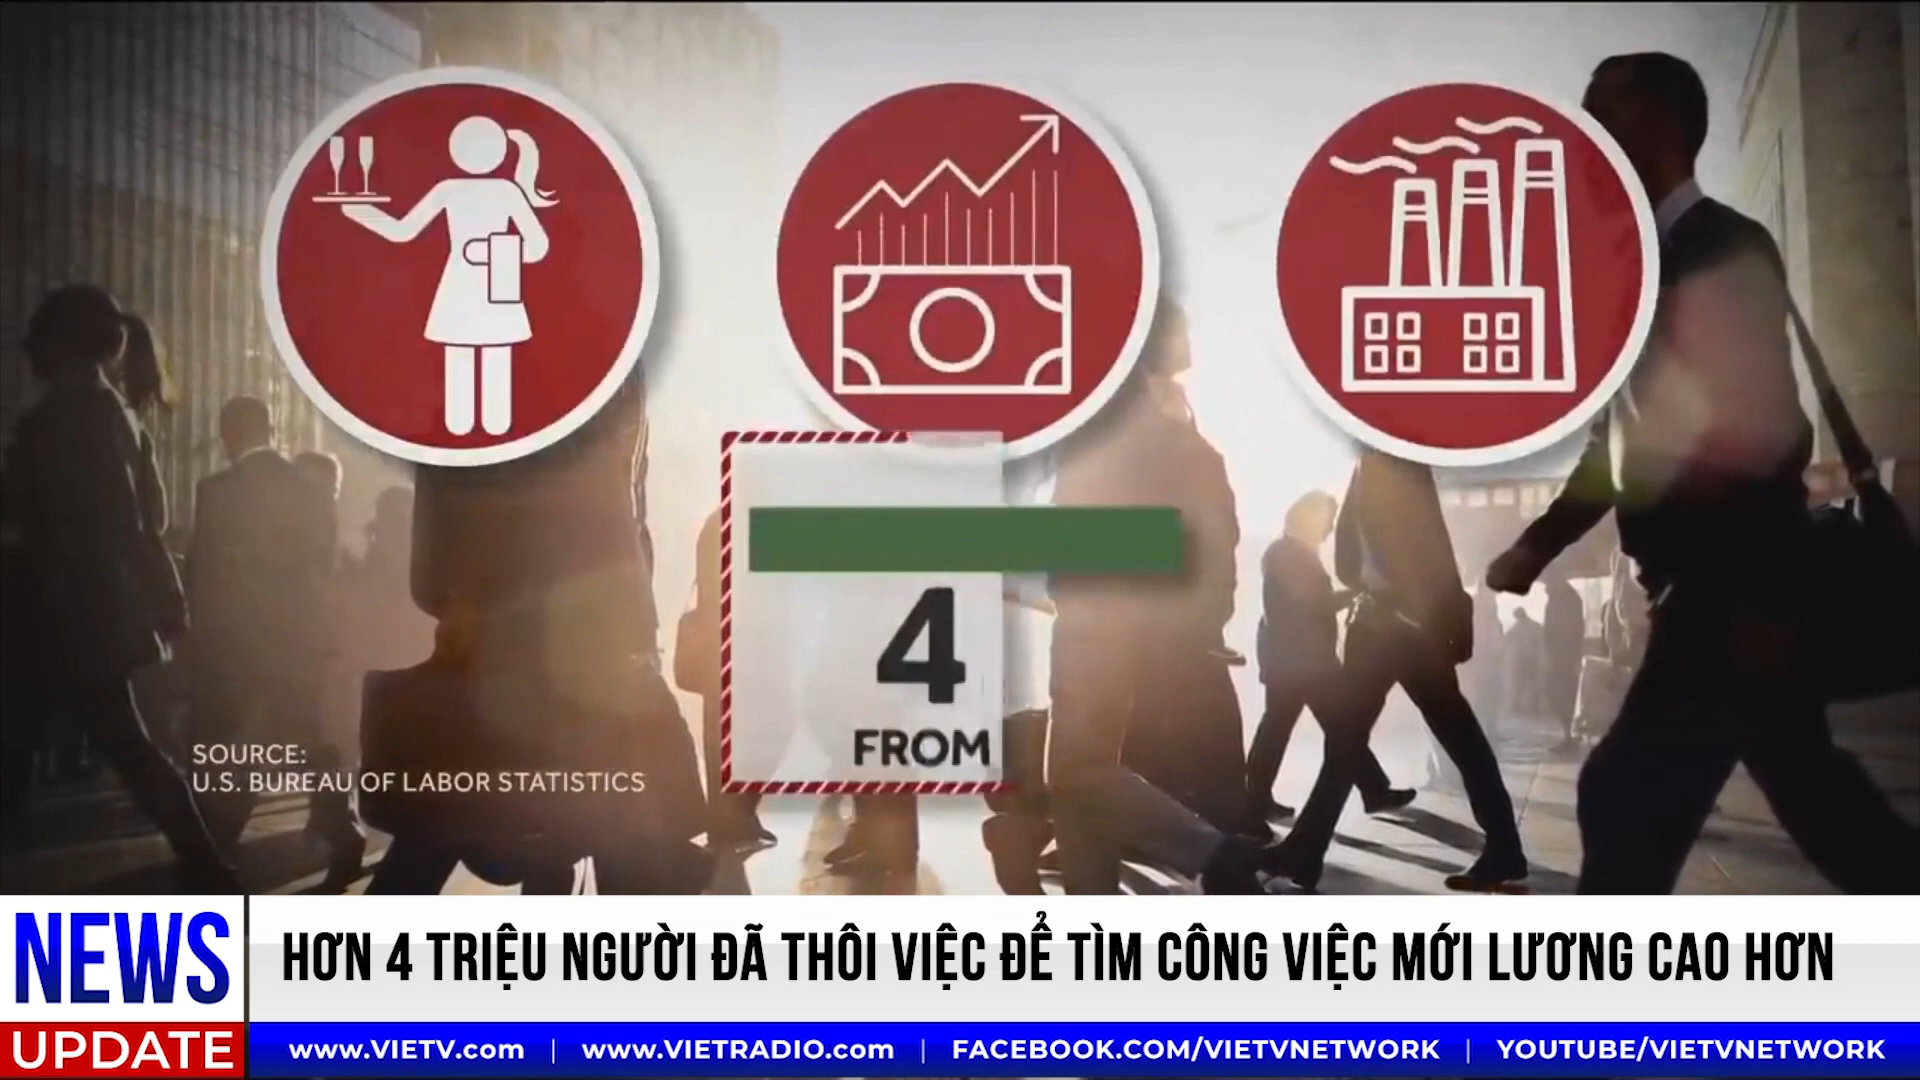 4
FROM
SOURCE:
U.S. BUREAU OF LABOR STATISTICS
NEWS
UPDATE
HƠN 4 TRIỆU NGƯỜI ĐÃ THÔI VIỆC ĐỂ TÌM CÔNG VIỆC MỚI LƯƠNG CAO HƠN
www.VIETV.com | www.VIETRADIO.com | FACEBOOK.COM/VIETVNETWORK | YOUTUBE/VIETVNETWORK